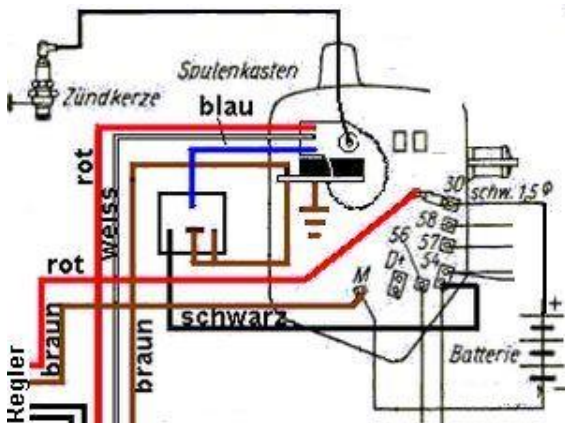 Zündkerze
Spulenkasten
blau
rot
weiss
30
schw. 1,5 Φ
58
56
57
54
D+
M
rot
braun
schwarz
braun
Regler
+
Batterie
-